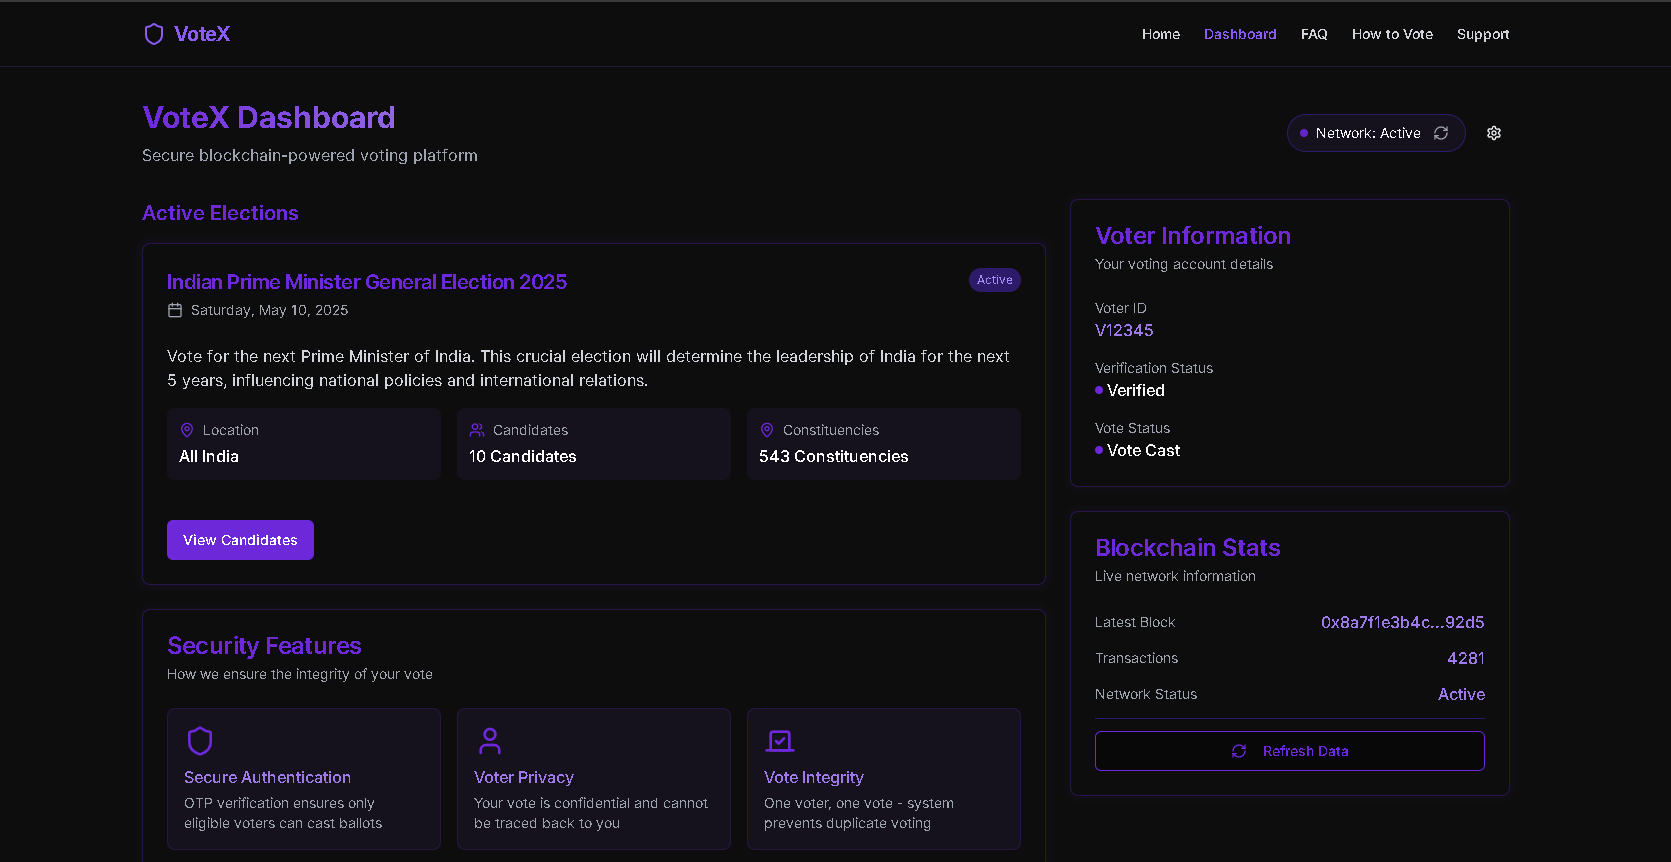 VoteX
Home Dashboard FAQ How to Vote Support
VoteX Dashboard
Secure blockchain-powered voting platform
Network: Active
Active Elections
Indian Prime Minister General Election 2025
Active
Saturday, May 10, 2025
Vote for the next Prime Minister of India. This crucial election will determine the leadership of India for the next
5 years, influencing national policies and international relations.
Location
All India
Candidates
10 Candidates
Constituencies
543 Constituencies
View Candidates
Security Features
How we ensure the integrity of your vote
Secure Authentication
OTP verification ensures only
eligible voters can cast ballots
Voter Privacy
Your vote is confidential and cannot
be traced back to you
Vote Integrity
One voter, one vote - system
prevents duplicate voting
Voter Information
Your voting account details
Voter ID
V12345
Verification Status
Verified
Vote Status
Vote Cast
Blockchain Stats
Live network information
Latest Block 0x8a7f1e3b4c...92d5
Transactions 4281
Network Status Active
Refresh Data